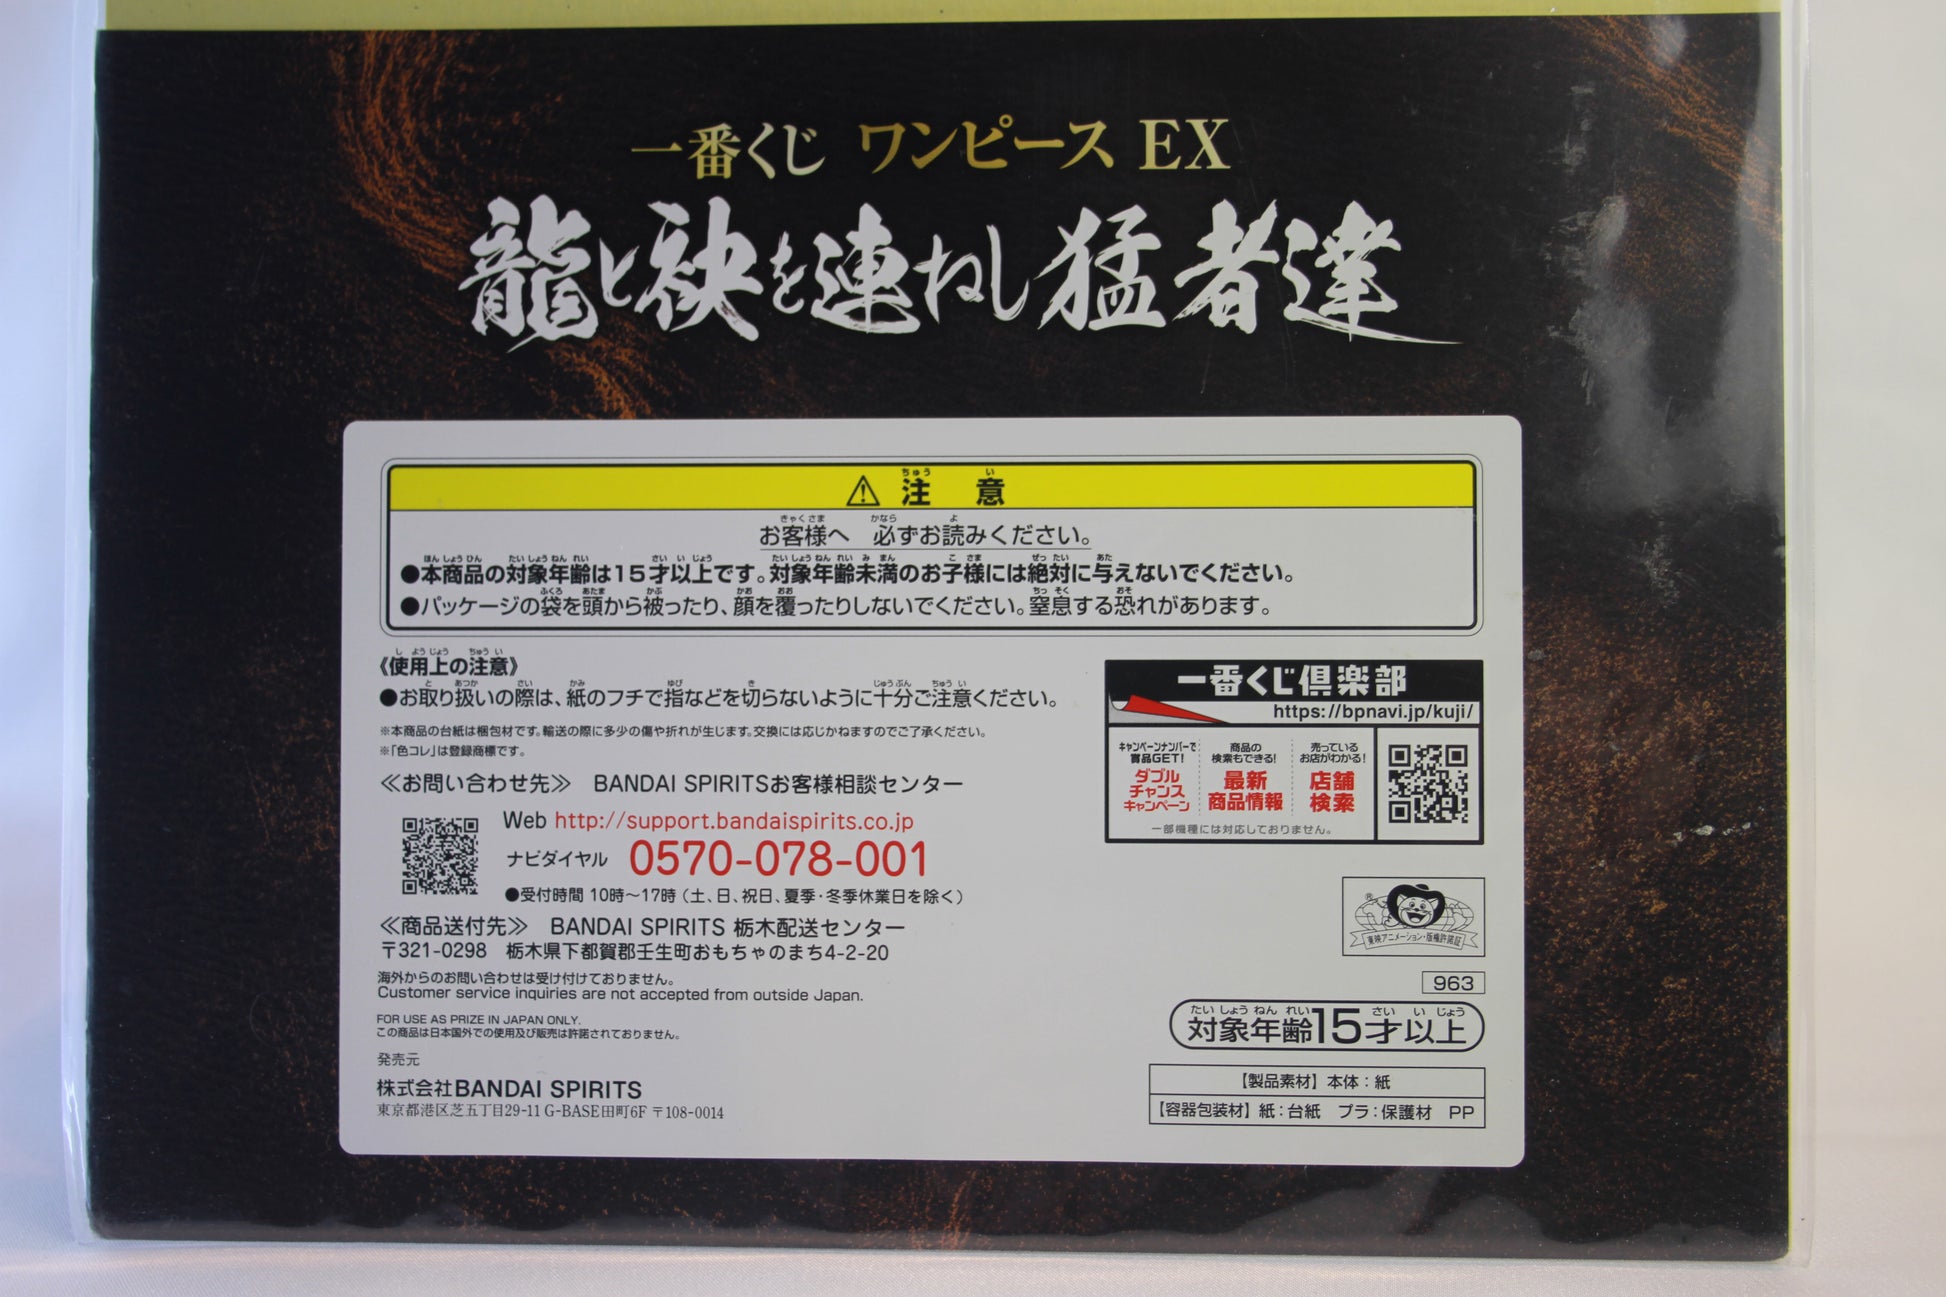 一番くじ ワンピース EX
龍と袂を連ねし猛者達
⚠ 注意
お客様へ 必ずお読みください。
●本商品の対象年齢は15才以上です。対象年齢未満のお子様には絶対に与えないでください。
●パッケージの袋を頭から被ったり、顔を覆ったりしないでください。窒息する恐れがあります。
《使用上の注意》
●お取り扱いの際は、紙のフチで指などを切らないように十分ご注意ください。
※本商品の台紙は梱包材です。輸送の際に多少の傷や折れが生じます。交換には応じかねますのでご了承ください。
※「色コレ」は登録商標です。
≪お問い合わせ先≫ BANDAI SPIRITSお客様相談センター
Web http://support.bandaispirits.co.jp
ナビダイヤル 0570-078-001
●受付時間 10時~17時（土、日、祝日、夏季・冬季休業日を除く）
≪商品送付先≫ BANDAI SPIRITS 栃木配送センター
〒321-0298 栃木県下都賀郡壬生町おもちゃのまち4-2-20
海外からのお問い合わせは受け付けておりません。
Customer service inquiries are not accepted from outside Japan.
FOR USE AS PRIZE IN JAPAN ONLY.
この商品は日本国外での使用及び販売は許諾されておりません。
発売元
株式会社BANDAI SPIRITS
東京都港区芝五丁目29-11 G-BASE田町6F 〒108-0014
一番くじ倶楽部
https://bpnavi.jp/kuji/
キャンペーンナンバーで
賞品GET!
ダブル
チャンス
キャンペーン
商品の
検索もできる!
最新
商品情報
売っている
お店がわかる!
店舗
検索
一部機種には対応しておりません。
®
東映アニメーション・版権許諾証
963
対象年齢15才以上
【製品素材】本体：紙
【容器包装材】紙：台紙 プラ：保護材 PP